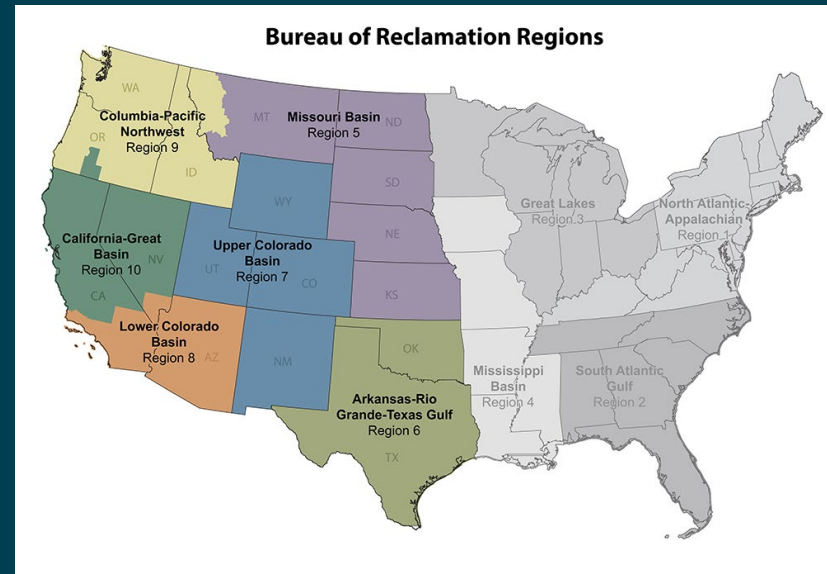 Bureau of Reclamation Regions
WA
Columbia-Pacific
Northwest
Region 9
OR
ID
MT
Missouri Basin
Region 5
ND
SD
WY
NE
KS
Great Lakes
Region 3
North Atlantic-
Appalachian
Region 1
California-Great
Basin
Region 10
NV
CA
Upper Colorado
Basin
Region 7
UT
CO
Lower Colorado
Basin
Region 8
AZ
NM
OK
Arkansas-Rio
Grande-Texas Gulf
Region 6
TX
Mississippi
Basin
Region 4
South Atlantic
Gulf
Region 2